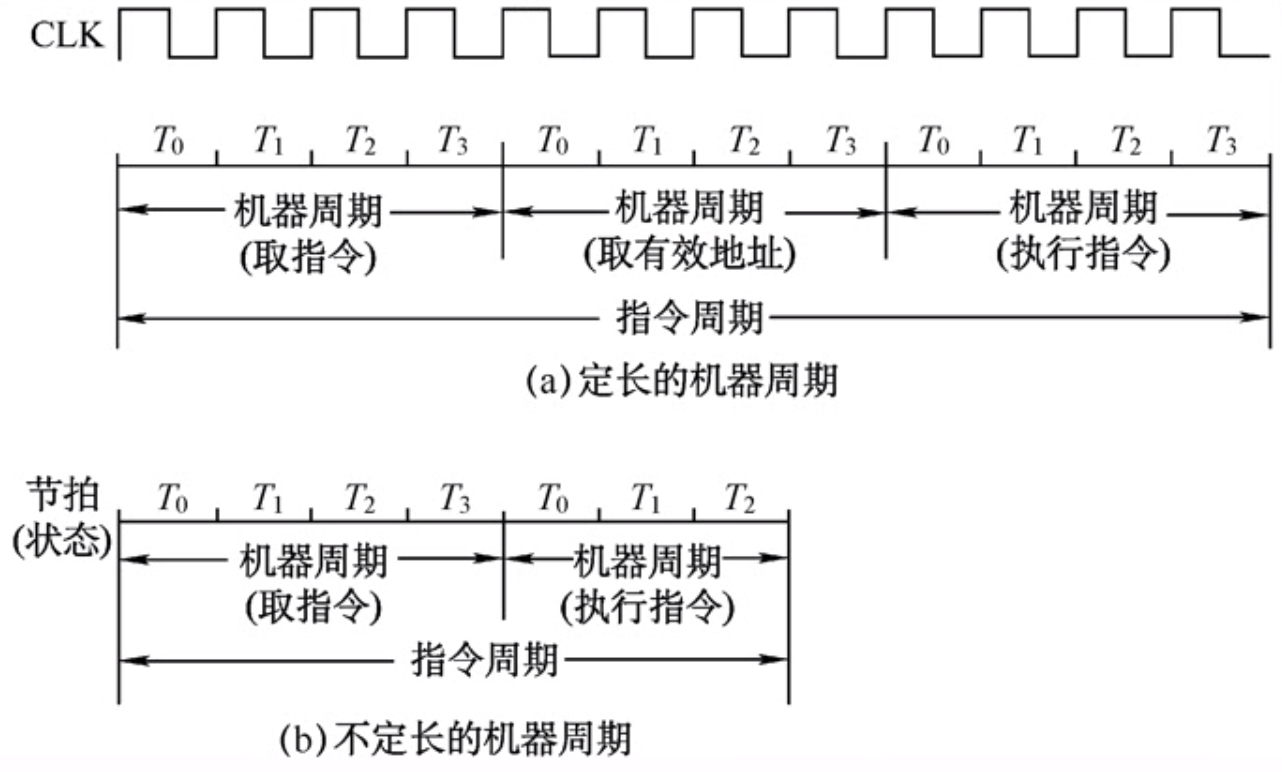 CLK
T0 T1 T2 T3 T0 T1 T2 T3 T0 T1 T2 T3
机器周期 机器周期 机器周期
(取指令) (取有效地址) (执行指令)
指令周期
(a)定长的机器周期
节拍 T0 T1 T2 T3 T0 T1 T2
(状态)
机器周期 机器周期
(取指令) (执行指令)
指令周期
(b)不定长的机器周期